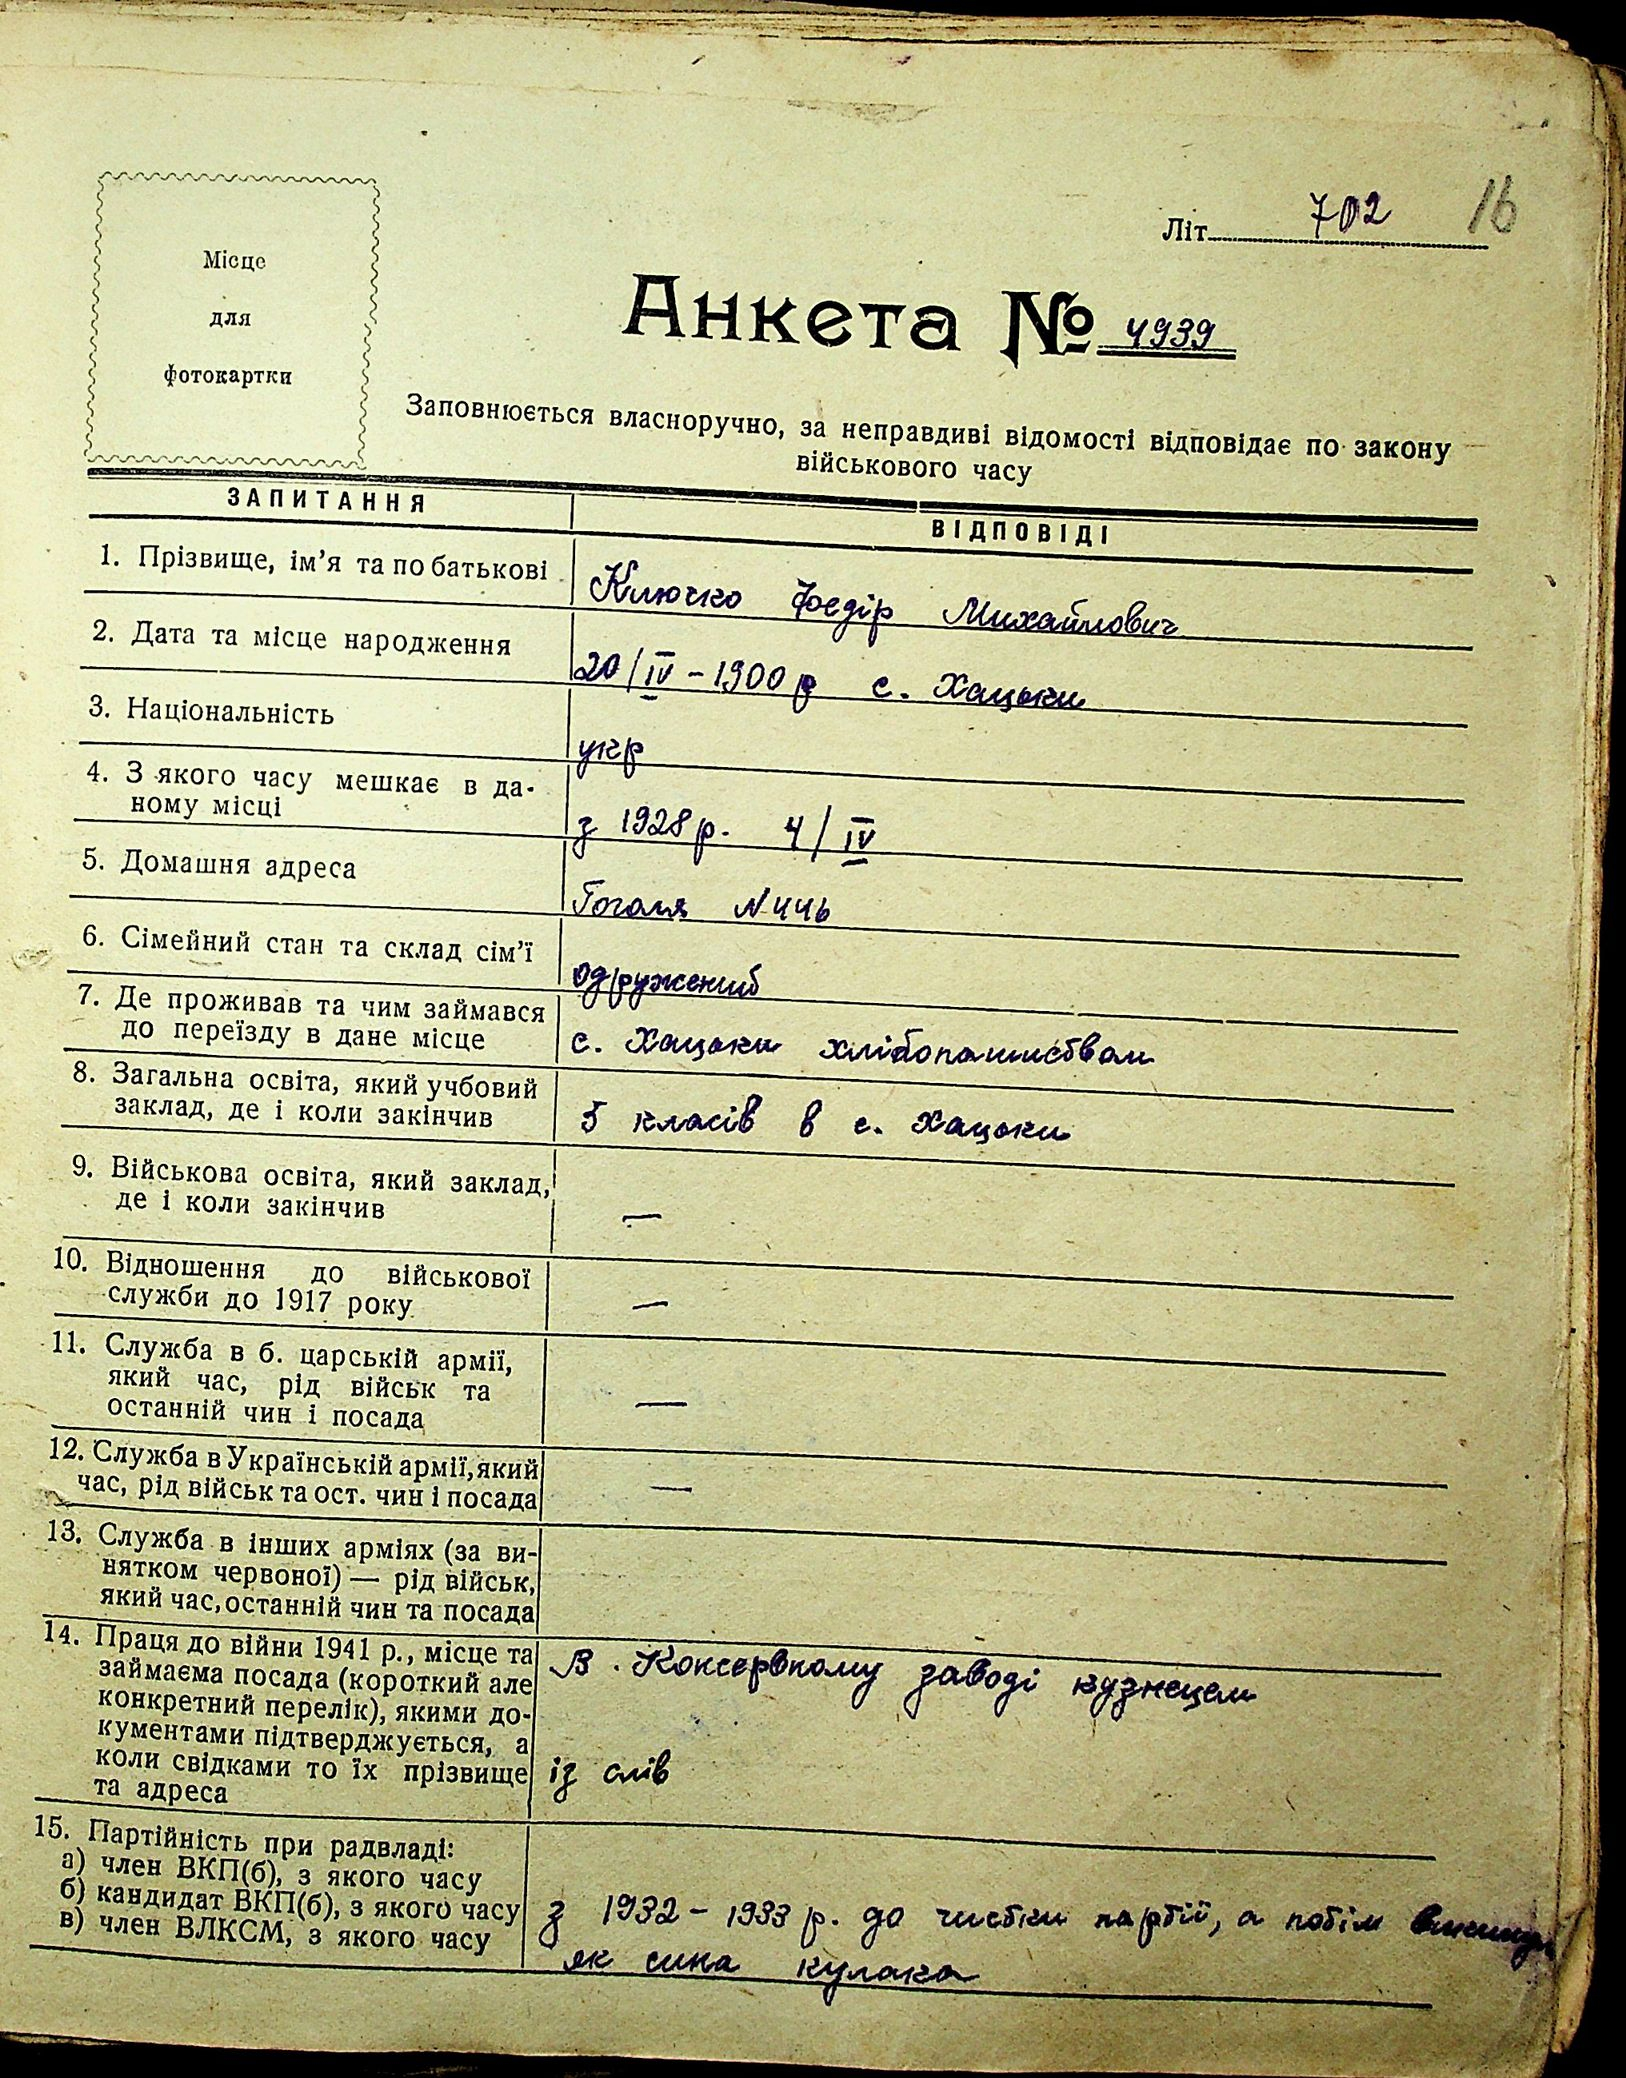 16
Літ. 702
Місце
для
фотокартки
Анкета № 4939
Заповнюється власноручно, за неправдиві відомості відповідає по закону
військового часу
ЗАПИТАННЯ
ВІДПОВІДІ
1. Прізвище, ім’я та по батькові
Ключко Федір Михайлович
2. Дата та місце народження
20/IV – 1900 р с. Хацьки
3. Національність
укр
4. З якого часу мешкає в да-
ному місці
з 1928 р. 4/IV
5. Домашня адреса
Гоголя № 446
6. Сімейний стан та склад сім’ї
одружений
7. Де проживав та чим займався
до переїзду в дане місце
с. Хацьки хлібопашиством
8. Загальна освіта, який учбовий
заклад, де і коли закінчив
5 класів в с. Хацьки
9. Військова освіта, який заклад,
де і коли закінчив
—
10. Відношення до військової
служби до 1917 року
—
11. Служба в б. царській армії,
який час, рід військ та
останній чин і посада
—
12. Служба в Українській армії, який
час, рід військ та ост. чин і посада
—
13. Служба в інших арміях (за ви-
нятком червоної) — рід військ,
який час, останній чин та посада
14. Праця до війни 1941 р., місце та
займаєма посада (короткий але
конкретний перелік), якими до-
кументами підтверджується, а
коли свідками то їх прізвище
та адреса
В. Консервному заводі кузнецем
із слів
15. Партійність при радвладі:
а) член ВКП(б), з якого часу
б) кандидат ВКП(б), з якого часу
в) член ВЛКСМ, з якого часу
з 1932 – 1933 р. до чистки партії, а потім
як сина кулака